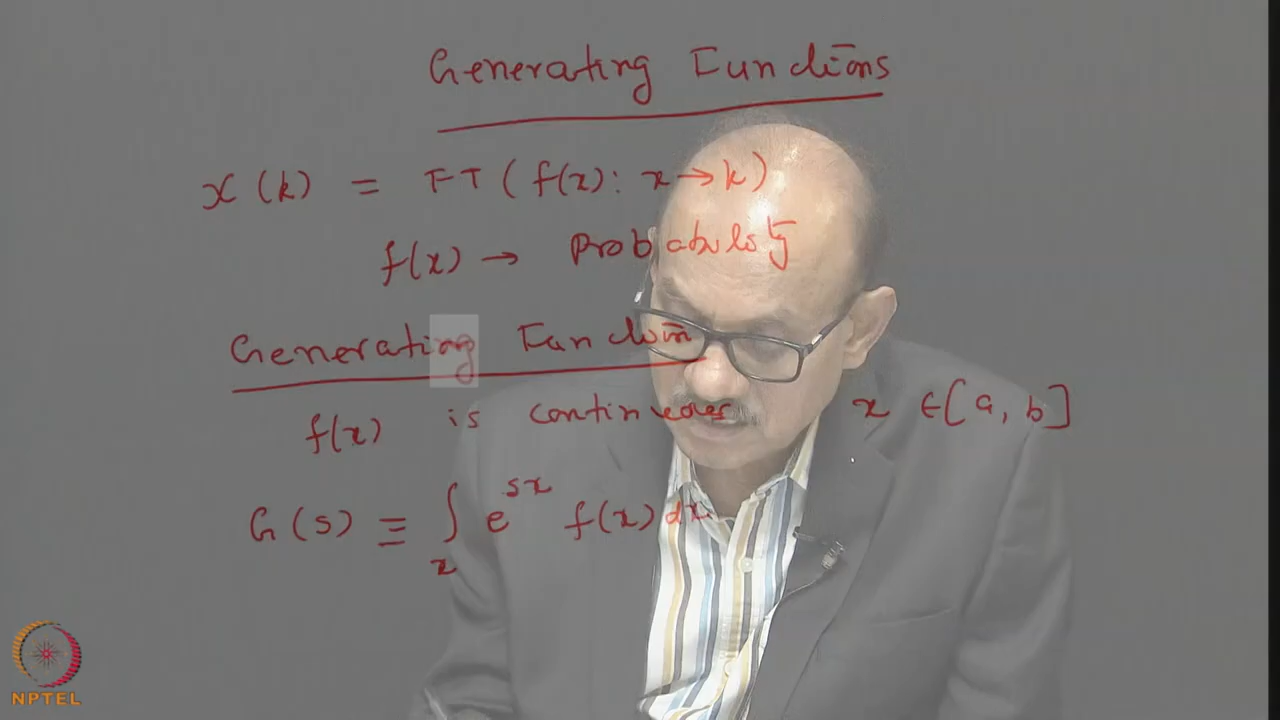 Generating Functions
X(k) = FT(f(x): x → k)
f(x) → Probability
Generating Function
f(x) is continuous x ∈ [a, b]
G(s) ≡ ∫ₓ e^{sx} f(x) dx
NPTEL